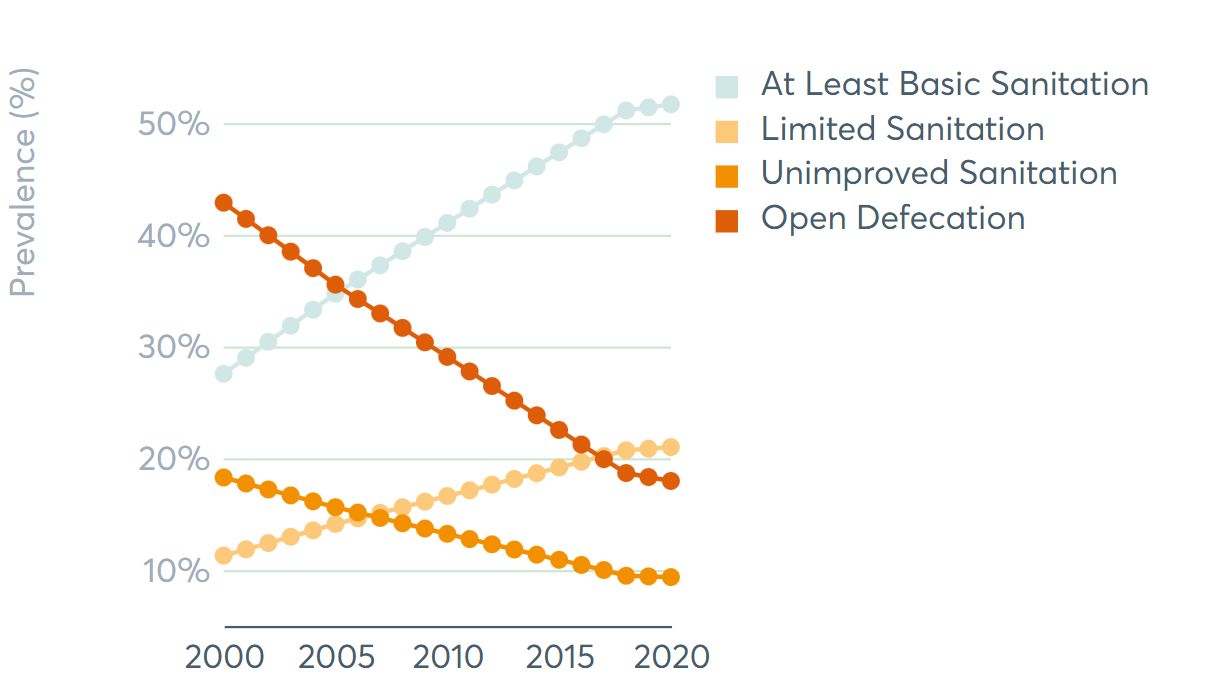 Prevalence (%)
50%
40%
30%
20%
10%
2000 2005 2010 2015 2020
At Least Basic Sanitation
Limited Sanitation
Unimproved Sanitation
Open Defecation